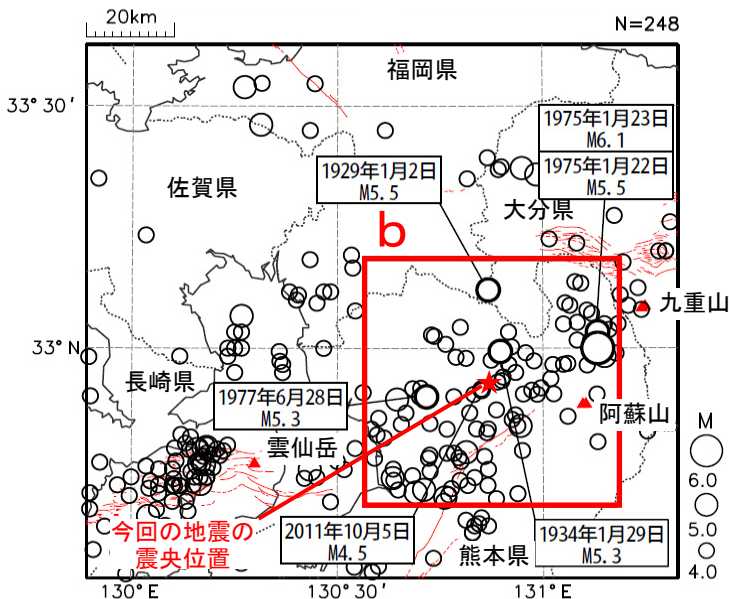 20km
N=248
福岡県
33°30'
1975年1月23日
M6.1
1975年1月22日
M5.5
1929年1月2日
M5.5
佐賀県
大分県
b
九重山
33°N
長崎県
1977年6月28日
M5.3
阿蘇山
雲仙岳
M
6.0
5.0
4.0
今回の地震の
震央位置
2011年10月5日
M4.5
熊本県
1934年1月29日
M5.3
130°E
130°30'
131°E